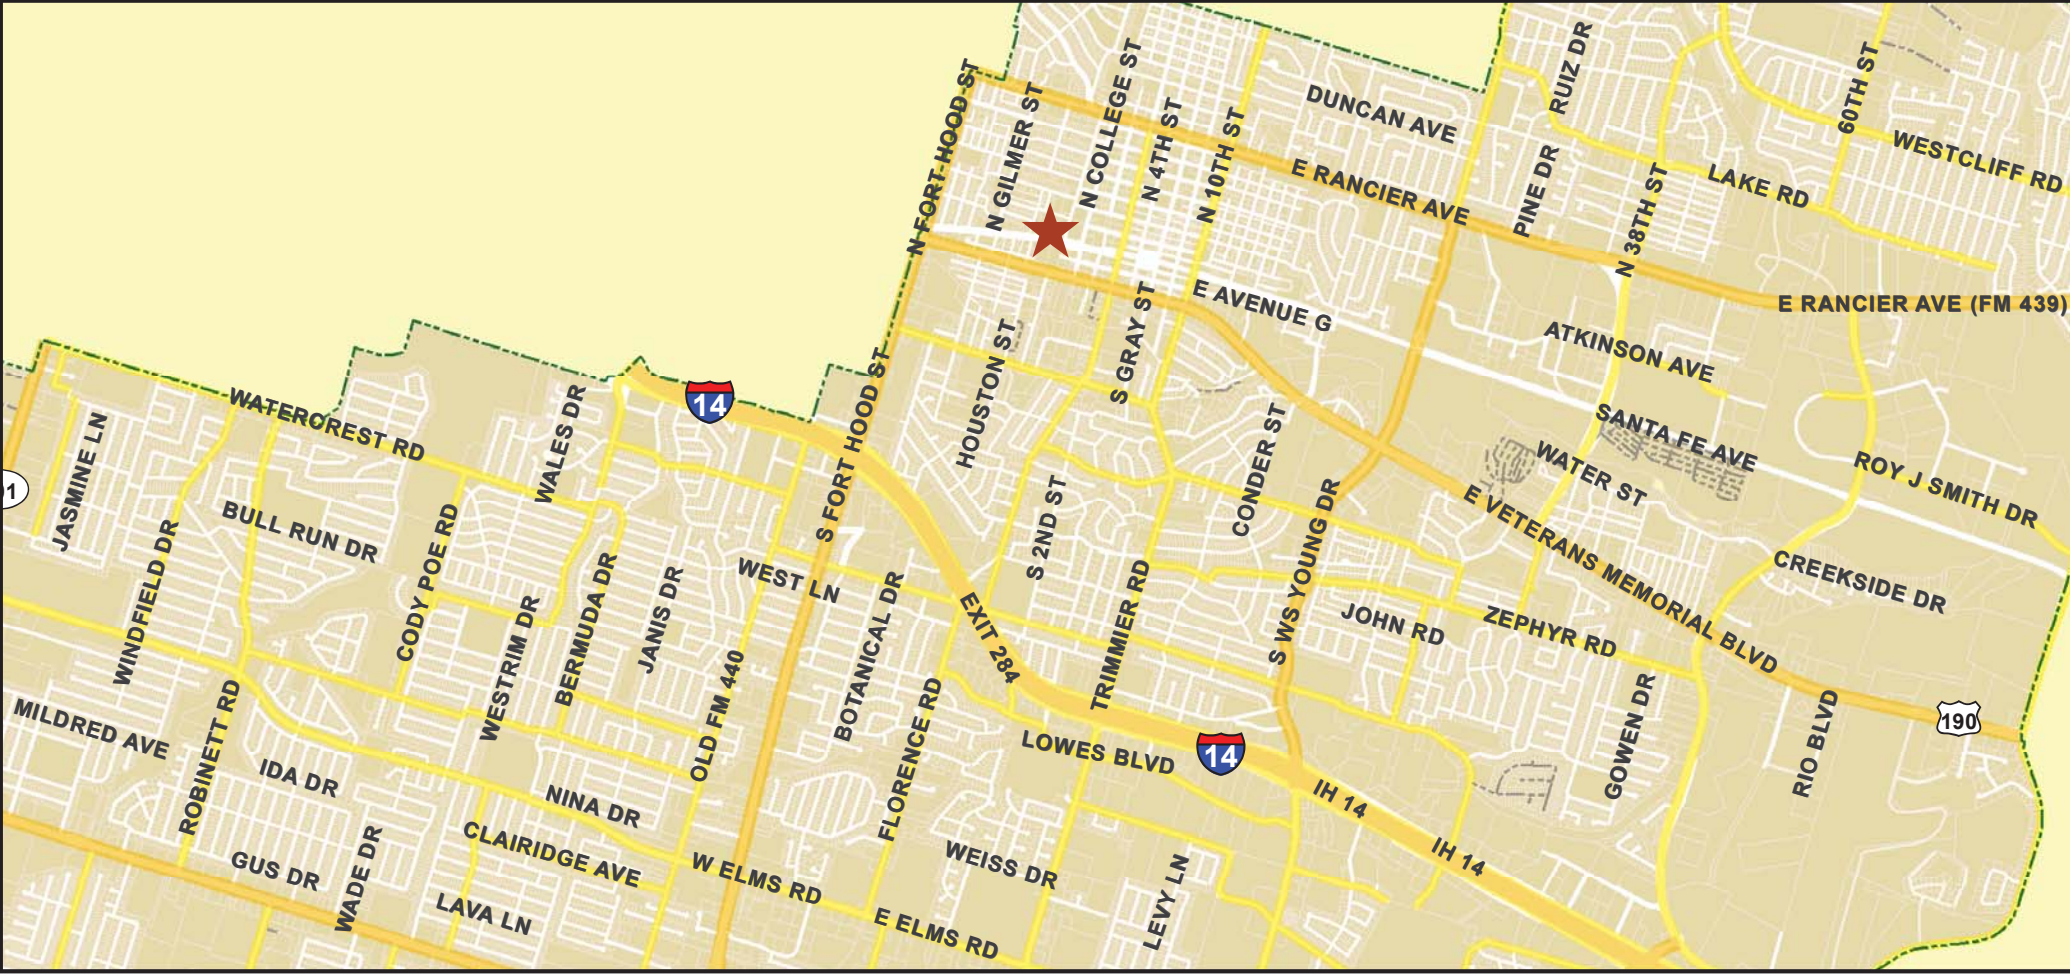 RUIZ DR
60TH ST
N COLLEGE ST
N GILMER ST
N FORT HOOD ST
N 4TH ST
N 10TH ST
DUNCAN AVE
E RANCIER AVE
PINE DR
LAKE RD
WESTCLIFF RD
N 38TH ST
E RANCIER AVE (FM 439)
E AVENUE G
ATKINSON AVE
S GRAY ST
HOUSTON ST
S FORT HOOD ST
14
WATERCREST RD
WALES DR
JASMINE LN
CONDER ST
SANTA FE AVE
WATER ST
ROY J SMITH DR
1
BULL RUN DR
WINDFIELD DR
CODY POE RD
BERMUDA DR
JANIS DR
7
WEST LN
BOTANICAL DR
S 2ND ST
S WS YOUNG DR
E VETERANS MEMORIAL BLVD
CREEKSIDE DR
EXIT 284
TRIMMIER RD
JOHN RD
ZEPHYR RD
WESTRIM DR
OLD FM 440
FLORENCE RD
MILDRED AVE
ROBINETT RD
LOWES BLVD
14
GOWEN DR
RIO BLVD
190
IDA DR
NINA DR
IH 14
IH 14
CLAIRIDGE AVE
GUS DR
WADE DR
LAVA LN
W ELMS RD
WEISS DR
LEVY LN
E ELMS RD